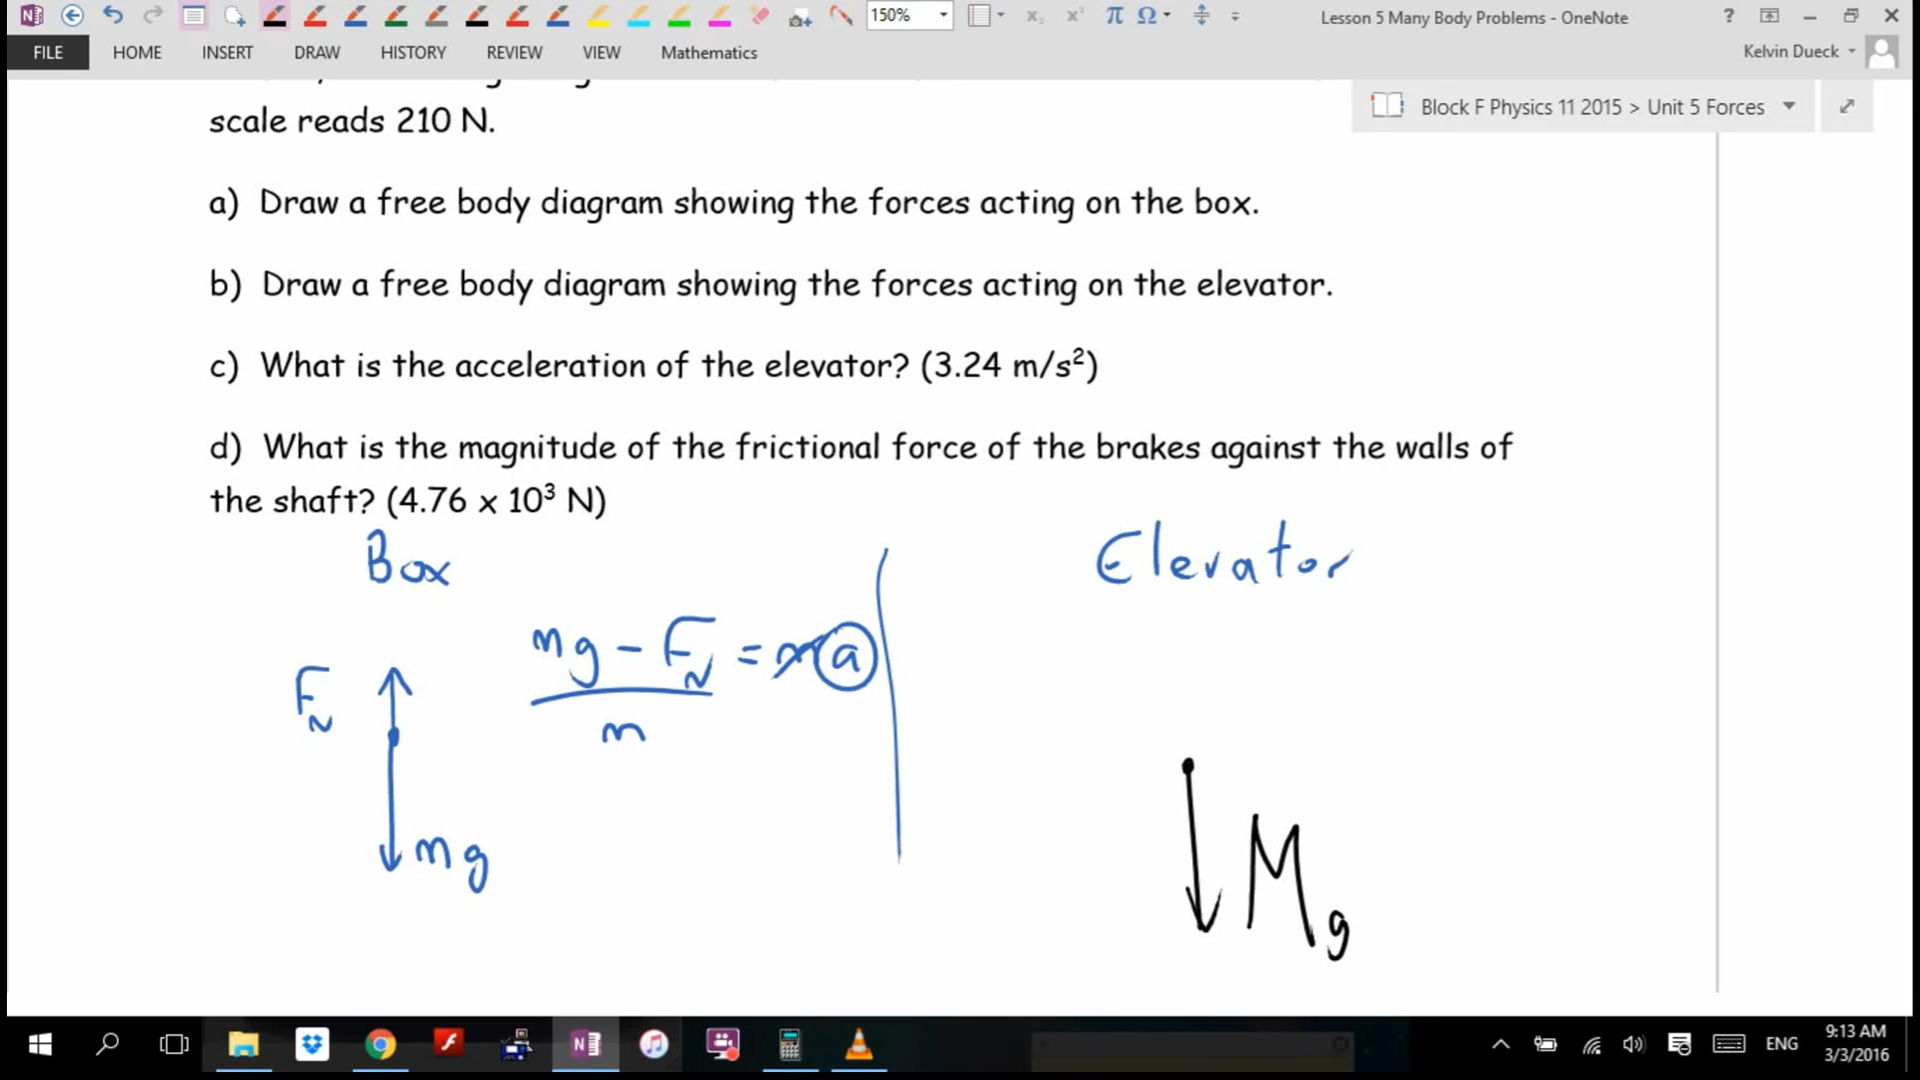 150%
Lesson 5 Many Body Problems - OneNote
FILE HOME INSERT DRAW HISTORY REVIEW VIEW Mathematics
Kelvin Dueck
Block F Physics 11 2015 > Unit 5 Forces
scale reads 210 N.
a) Draw a free body diagram showing the forces acting on the box.
b) Draw a free body diagram showing the forces acting on the elevator.
c) What is the acceleration of the elevator? (3.24 m/s²)
d) What is the magnitude of the frictional force of the brakes against the walls of
the shaft? (4.76 x 10³ N)
Box
Elevator
mg - F_N = ma
m
F_N
mg
Mg
ENG
9:13 AM
3/3/2016